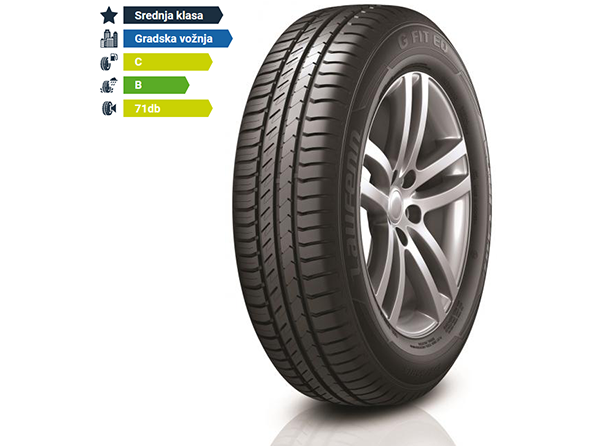 Srednja klasa
Gradska vožnja
C
B
71db
G FIT EQ
Laufenn